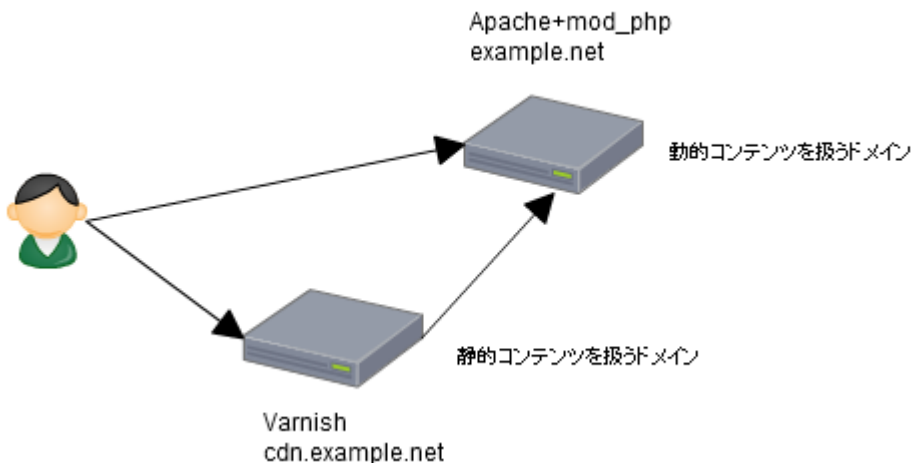 Apache+mod_php
example.net
動的コンテンツを扱うドメイン
静的コンテンツを扱うドメイン
Varnish
cdn.example.net